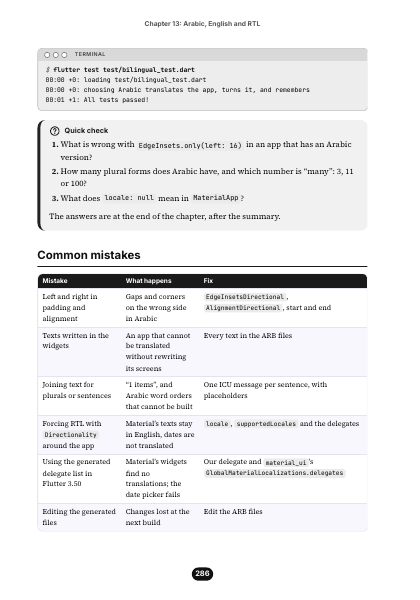 Chapter 13: Arabic, English and RTL
TERMINAL
$ flutter test test/bilingual_test.dart
00:00 +0: loading test/bilingual_test.dart
00:00 +0: choosing Arabic translates the app, turns it, and remembers
00:01 +1: All tests passed!
Quick check
1. What is wrong with EdgeInsets.only(left: 16) in an app that has an Arabic
version?
2. How many plural forms does Arabic have, and which number is “many”: 3, 11
or 100?
3. What does locale: null mean in MaterialApp?
The answers are at the end of the chapter, after the summary.
Common mistakes
Mistake What happens Fix
Left and right in padding and alignment
Gaps and corners on the wrong side in Arabic
EdgeInsetsDirectional, AlignmentDirectional, start and end
Texts written in the widgets
An app that cannot be translated without rewriting its screens
Every text in the ARB files
Joining text for plurals or sentences
“1 items”, and Arabic word orders that cannot be built
One ICU message per sentence, with placeholders
Forcing RTL with Directionality around the app
Material’s texts stay in English, dates are not translated
locale, supportedLocales and the delegates
Using the generated delegate list in Flutter 3.50
Material’s widgets find no translations; the date picker fails
Our delegate and material_ui’s GlobalMaterialLocalizations.delegates
Editing the generated files
Changes lost at the next build
Edit the ARB files
286